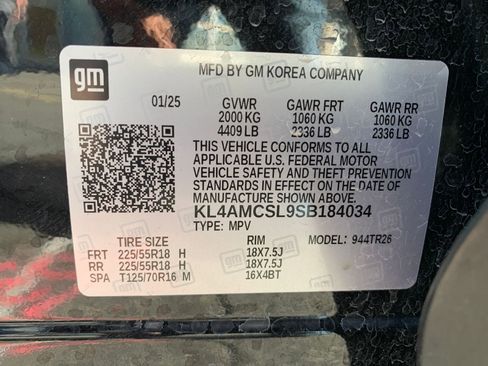 gm
MFD BY GM KOREA COMPANY
01/25 GVWR GAWR FRT GAWR RR
2000 KG 1060 KG 1060 KG
4409 LB 2336 LB 2336 LB
THIS VEHICLE CONFORMS TO ALL
APPLICABLE U.S. FEDERAL MOTOR
VEHICLE SAFETY AND THEFT PREVENTION
STANDARDS IN EFFECT ON THE DATE OF
MANUFACTURE SHOWN ABOVE.
KL4AMCSL9SB184034
TYPE: MPV
TIRE SIZE RIM MODEL: 944TR26
FRT 225/55R18 H 18X7.5J
RR 225/55R18 H 18X7.5J
SPA T125/70R16 M 16X4BT